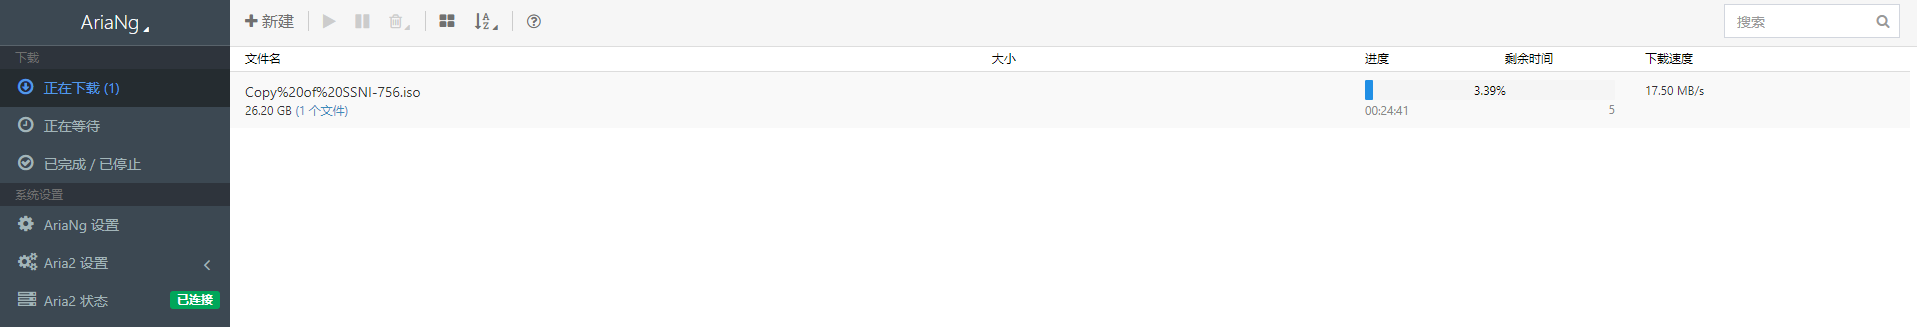 AriaNg
新建
搜索
下载
文件名 大小 进度 剩余时间 下载速度
正在下载 (1)
Copy%20of%20SSNI-756.iso 3.39% 17.50 MB/s
26.20 GB (1 个文件) 00:24:41 5
正在等待
已完成 / 已停止
系统设置
AriaNg 设置
Aria2 设置
Aria2 状态 已连接